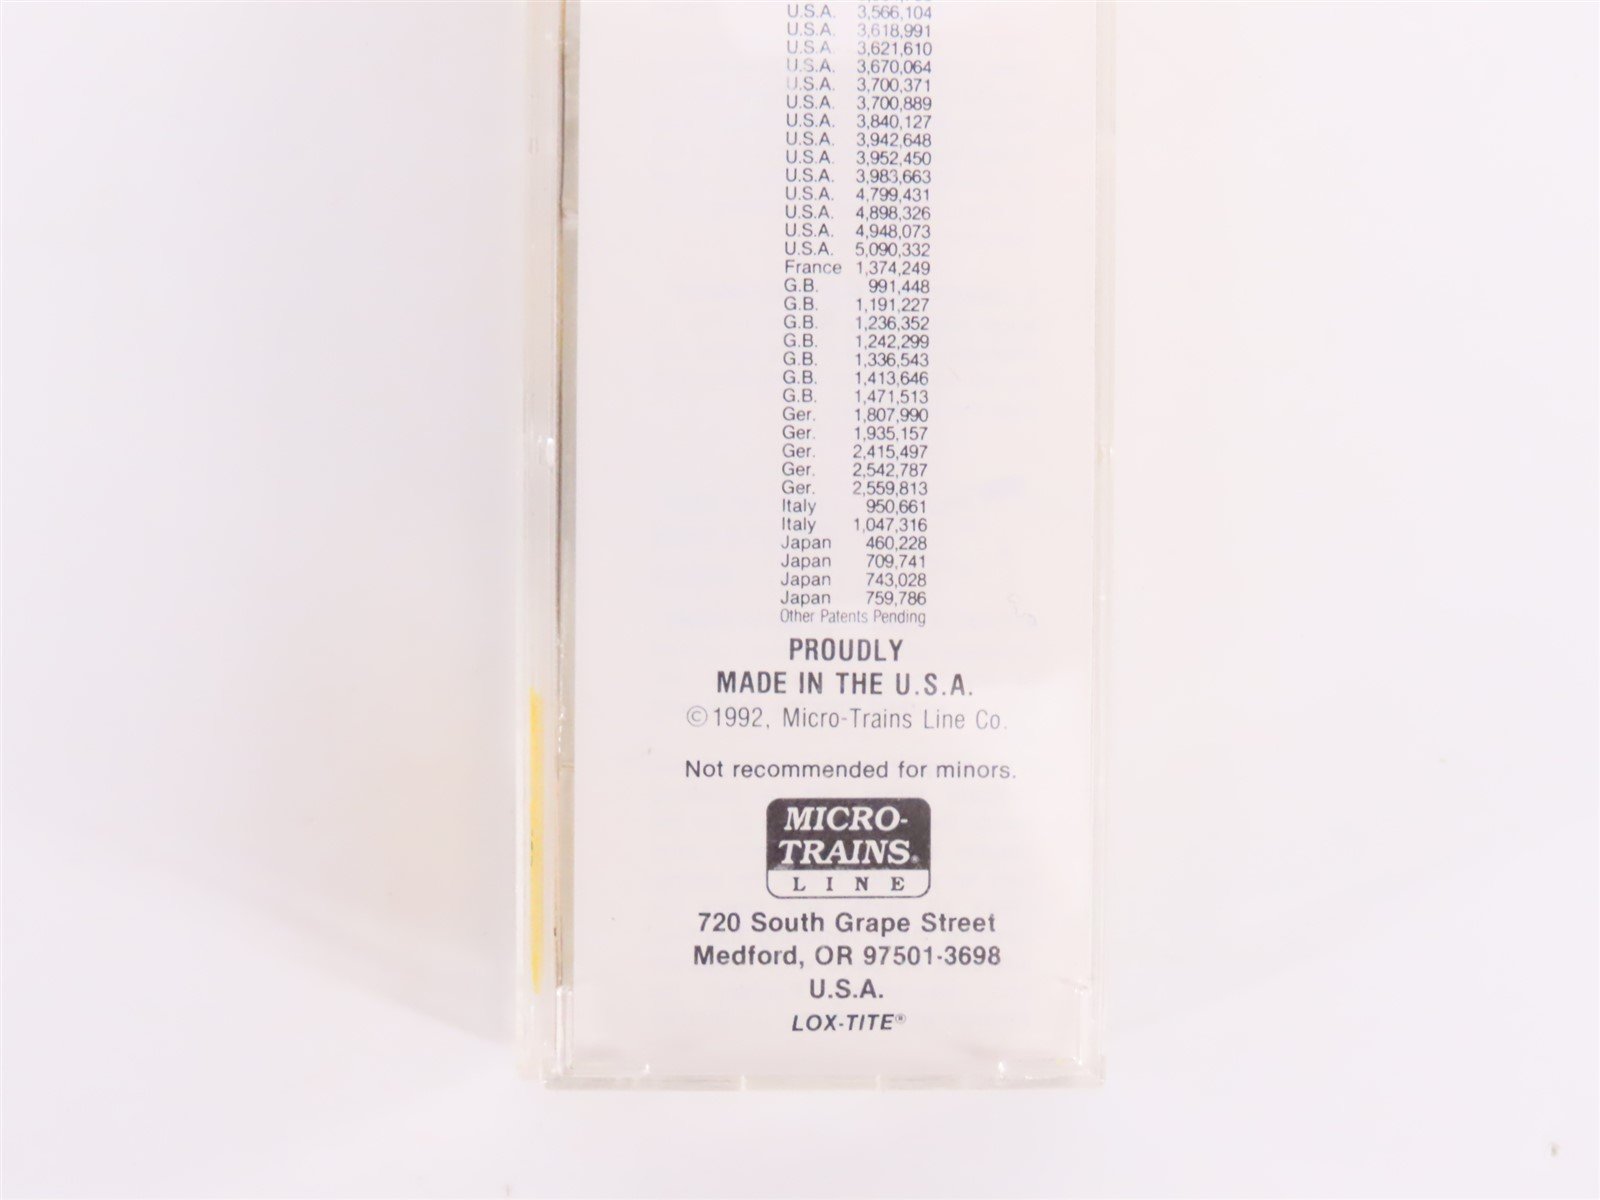 U.S.A. 3,566,104
U.S.A. 3,618,991
U.S.A. 3,621,610
U.S.A. 3,670,064
U.S.A. 3,700,371
U.S.A. 3,700,889
U.S.A. 3,840,127
U.S.A. 3,942,648
U.S.A. 3,952,450
U.S.A. 3,983,663
U.S.A. 4,799,431
U.S.A. 4,898,326
U.S.A. 4,948,073
U.S.A. 5,090,332
France 1,374,249
G.B. 991,448
G.B. 1,191,227
G.B. 1,236,352
G.B. 1,242,299
G.B. 1,336,543
G.B. 1,413,646
G.B. 1,471,513
Ger. 1,807,990
Ger. 1,935,157
Ger. 2,415,497
Ger. 2,542,787
Ger. 2,559,813
Italy 950,661
Italy 1,047,316
Japan 460,228
Japan 709,741
Japan 743,028
Japan 759,786
Other Patents Pending
PROUDLY
MADE IN THE U.S.A.
©1992, Micro-Trains Line Co.
Not recommended for minors.
MICRO-
TRAINS®
LINE
720 South Grape Street
Medford, OR 97501-3698
U.S.A.
LOX-TITE®